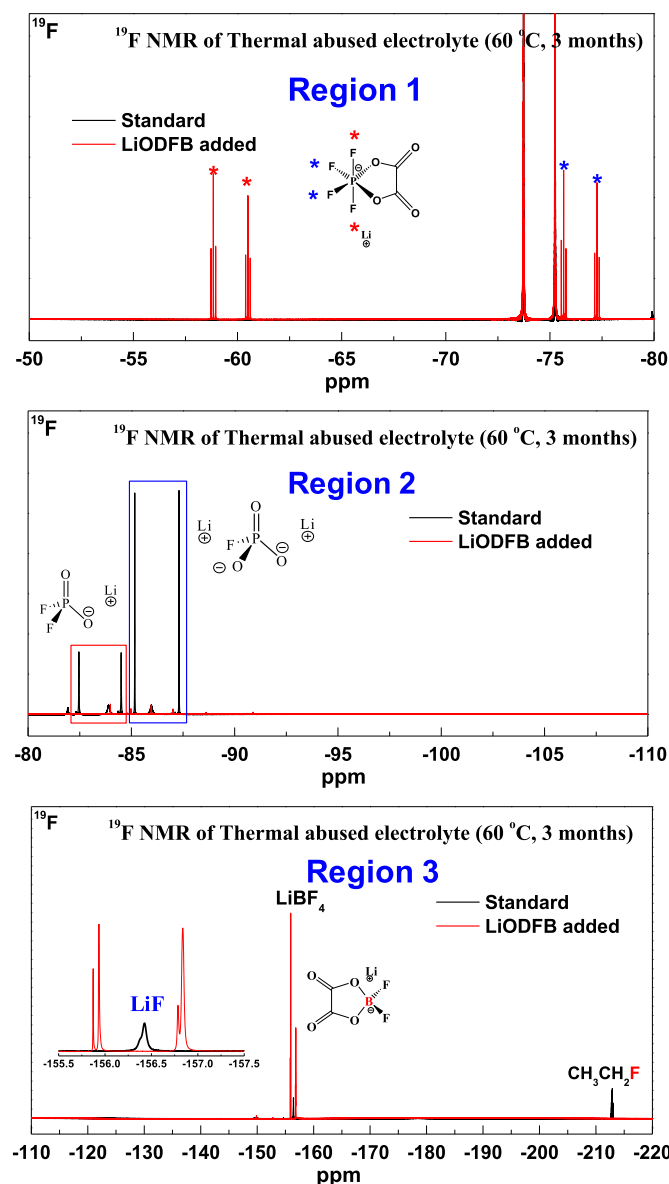 ¹⁹F
¹⁹F NMR of Thermal abused electrolyte (60 °C, 3 months)
Region 1
Standard
LiODFB added
* * * * * * * *
F F O O
F P ⊖
F O O
Li
⊕
-50 -55 -60 -65 -70 -75 -80
ppm
¹⁹F
¹⁹F NMR of Thermal abused electrolyte (60 °C, 3 months)
Region 2
Standard
LiODFB added
O
Li
⊕
F P O ⊖
⊖ O
Li
⊕
O
Li
⊕
F P O ⊖
F
-80 -85 -90 -95 -100 -105 -110
ppm
¹⁹F
¹⁹F NMR of Thermal abused electrolyte (60 °C, 3 months)
Region 3
LiBF₄
Standard
LiODFB added
LiF
-155.5 -156.0 -156.5 -157.0 -157.5
O O Li
⊕
B F
⊖
O O F
CH₃CH₂F
-110 -120 -130 -140 -150 -160 -170 -180 -190 -200 -210 -220
ppm